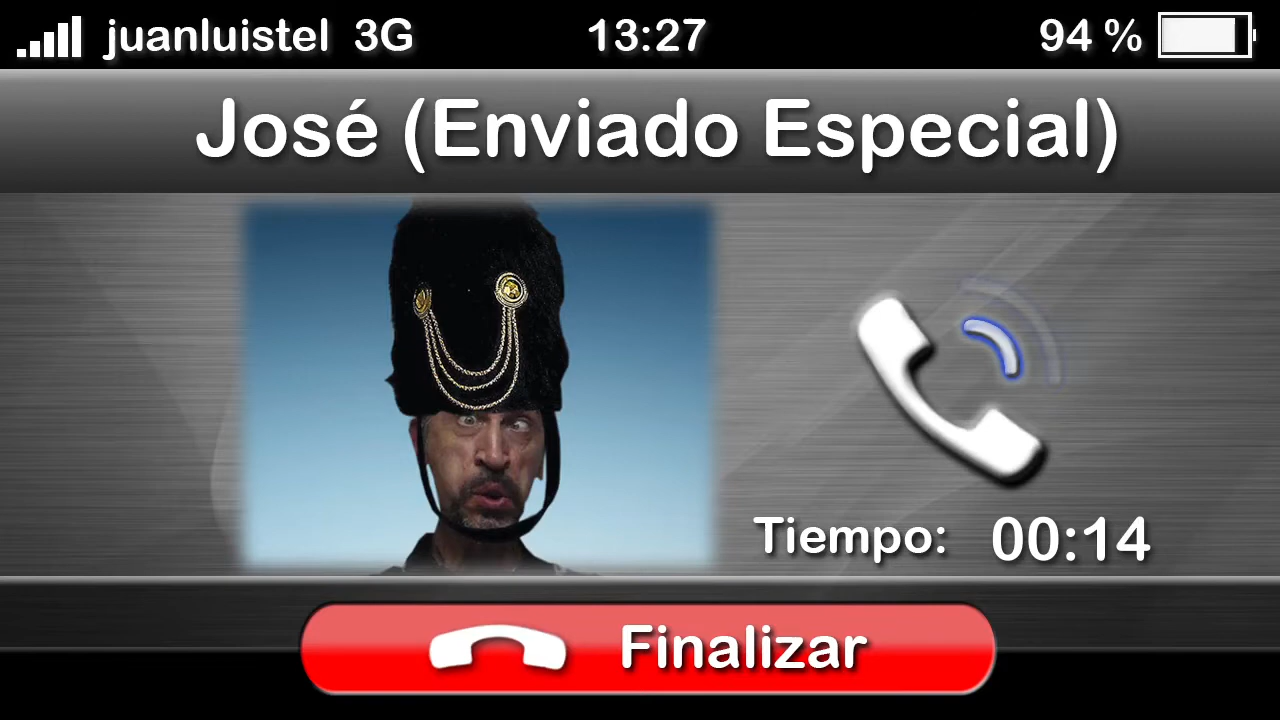 juanluistel 3G 13:27 94 %
José (Enviado Especial)
Tiempo: 00:14
Finalizar